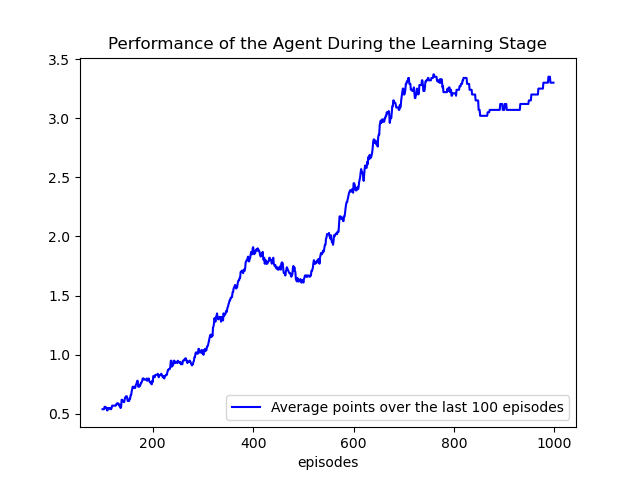 Performance of the Agent During the Learning Stage
3.5
3.0
2.5
2.0
1.5
1.0
0.5
Average points over the last 100 episodes
200 400 600 800 1000
episodes